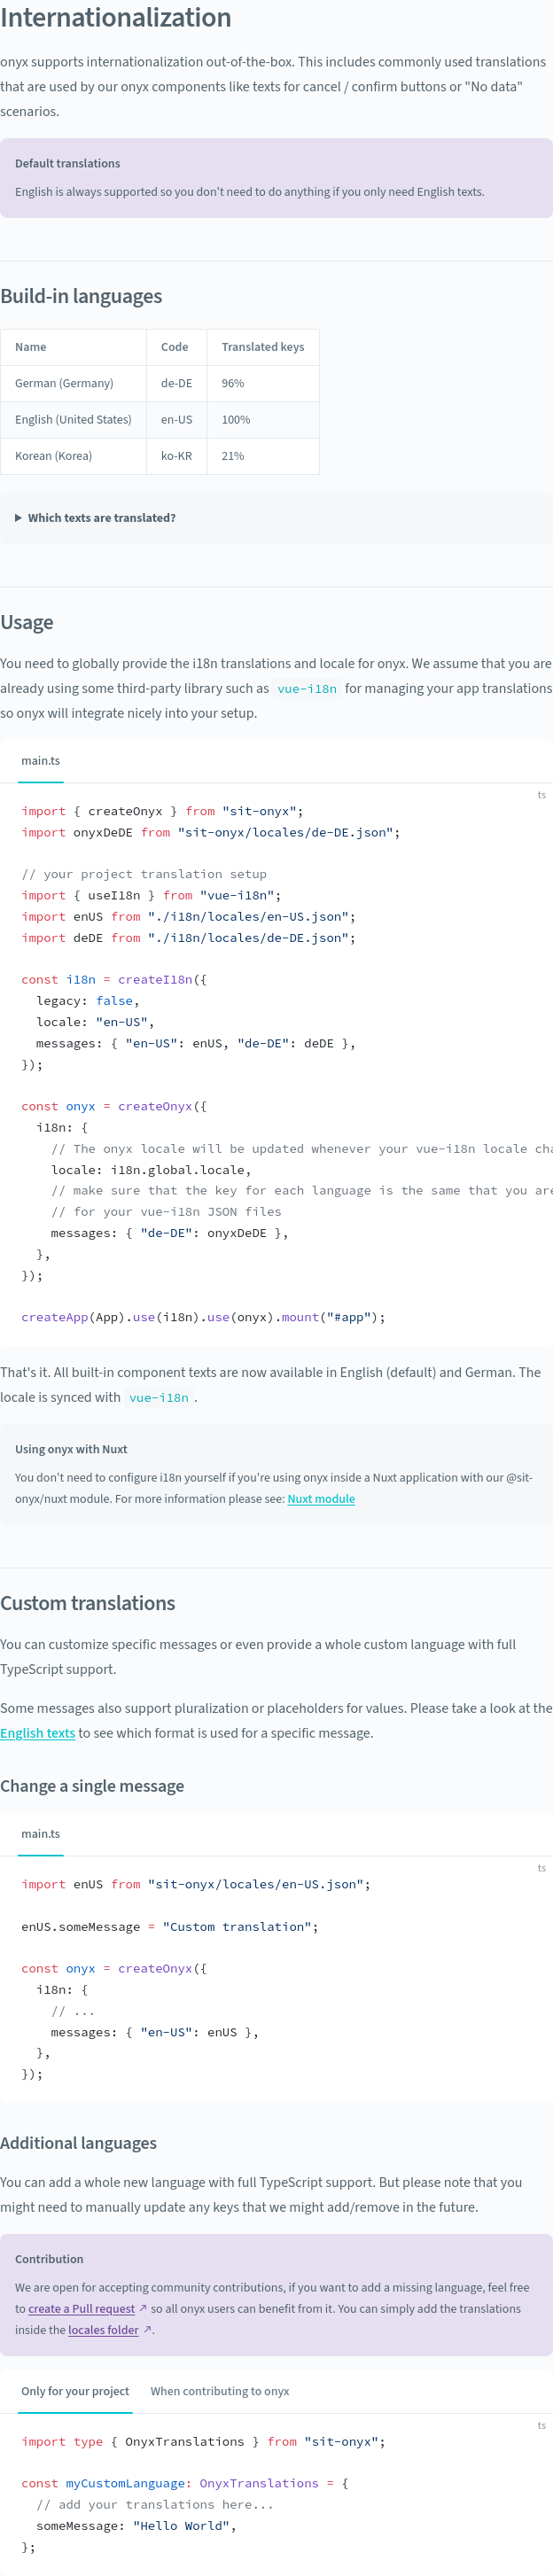 Internationalization
onyx supports internationalization out-of-the-box. This includes commonly used translations
that are used by our onyx components like texts for cancel / confirm buttons or "No data"
scenarios.
Default translations
English is always supported so you don't need to do anything if you only need English texts.
Build-in languages
Name Code Translated keys
German (Germany) de-DE 96%
English (United States) en-US 100%
Korean (Korea) ko-KR 21%
Which texts are translated?
Usage
You need to globally provide the i18n translations and locale for onyx. We assume that you are
already using some third-party library such as vue-i18n for managing your app translations
so onyx will integrate nicely into your setup.
main.ts
ts
import { createOnyx } from "sit-onyx";
import onyxDeDE from "sit-onyx/locales/de-DE.json";
// your project translation setup
import { useI18n } from "vue-i18n";
import enUS from "./i18n/locales/en-US.json";
import deDE from "./i18n/locales/de-DE.json";
const i18n = createI18n({
  legacy: false,
  locale: "en-US",
  messages: { "en-US": enUS, "de-DE": deDE },
});
const onyx = createOnyx({
  i18n: {
    // The onyx locale will be updated whenever your vue-i18n locale cha
    locale: i18n.global.locale,
    // make sure that the key for each language is the same that you are
    // for your vue-i18n JSON files
    messages: { "de-DE": onyxDeDE },
  },
});
createApp(App).use(i18n).use(onyx).mount("#app");
That's it. All built-in component texts are now available in English (default) and German. The
locale is synced with vue-i18n.
Using onyx with Nuxt
You don't need to configure i18n yourself if you're using onyx inside a Nuxt application with our @sit-
onyx/nuxt module. For more information please see: Nuxt module
Custom translations
You can customize specific messages or even provide a whole custom language with full
TypeScript support.
Some messages also support pluralization or placeholders for values. Please take a look at the
English texts to see which format is used for a specific message.
Change a single message
main.ts
ts
import enUS from "sit-onyx/locales/en-US.json";
enUS.someMessage = "Custom translation";
const onyx = createOnyx({
  i18n: {
    // ...
    messages: { "en-US": enUS },
  },
});
Additional languages
You can add a whole new language with full TypeScript support. But please note that you
might need to manually update any keys that we might add/remove in the future.
Contribution
We are open for accepting community contributions, if you want to add a missing language, feel free
to create a Pull request ↗ so all onyx users can benefit from it. You can simply add the translations
inside the locales folder ↗.
Only for your project When contributing to onyx
ts
import type { OnyxTranslations } from "sit-onyx";
const myCustomLanguage: OnyxTranslations = {
  // add your translations here...
  someMessage: "Hello World",
};